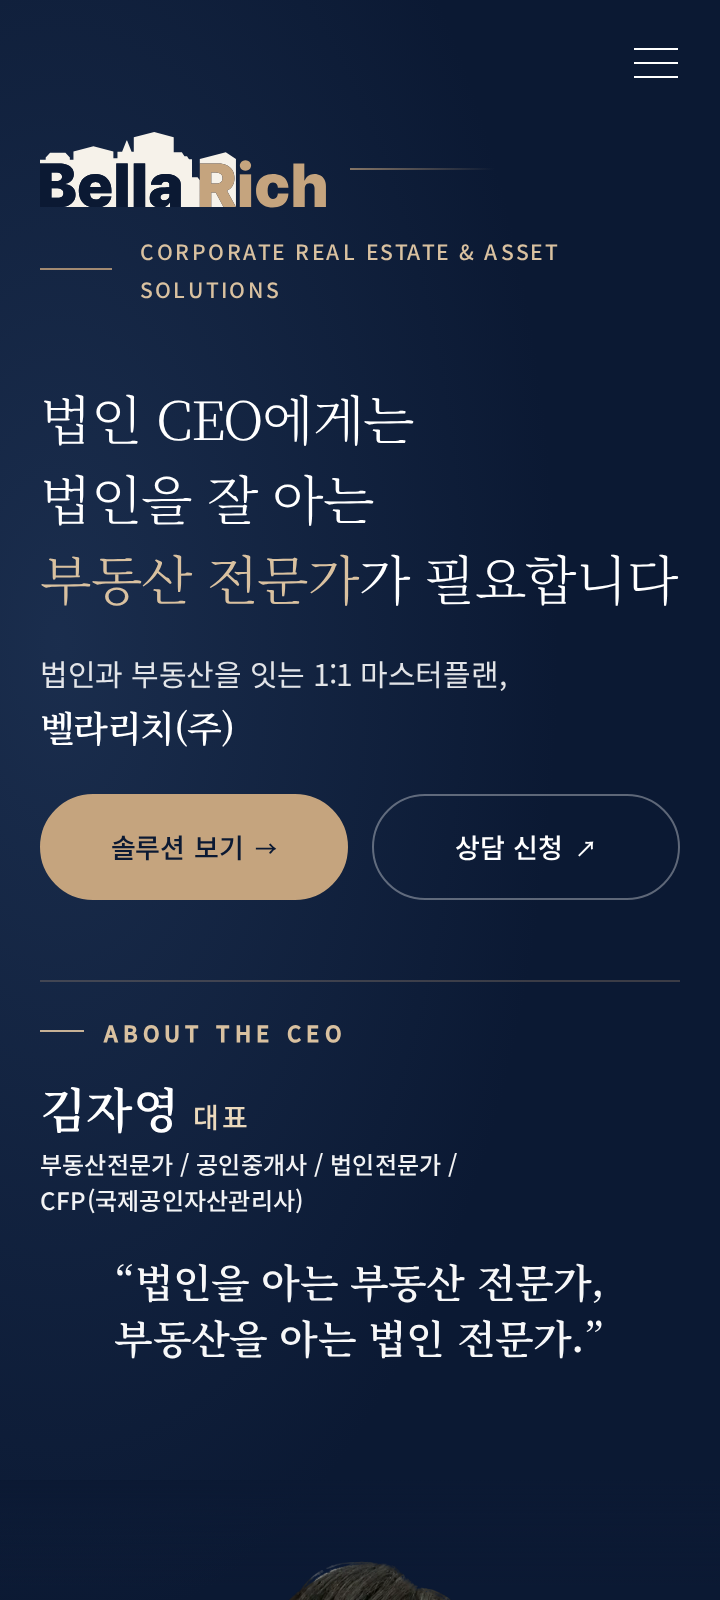 Bella Rich
CORPORATE REAL ESTATE & ASSET
SOLUTIONS
법인 CEO에게는
법인을 잘 아는
부동산 전문가가 필요합니다
법인과 부동산을 잇는 1:1 마스터플랜,
벨라리치(주)
솔루션 보기 →
상담 신청 ↗
ABOUT THE CEO
김자영 대표
부동산전문가 / 공인중개사 / 법인전문가 /
CFP(국제공인자산관리사)
“법인을 아는 부동산 전문가,
부동산을 아는 법인 전문가.”